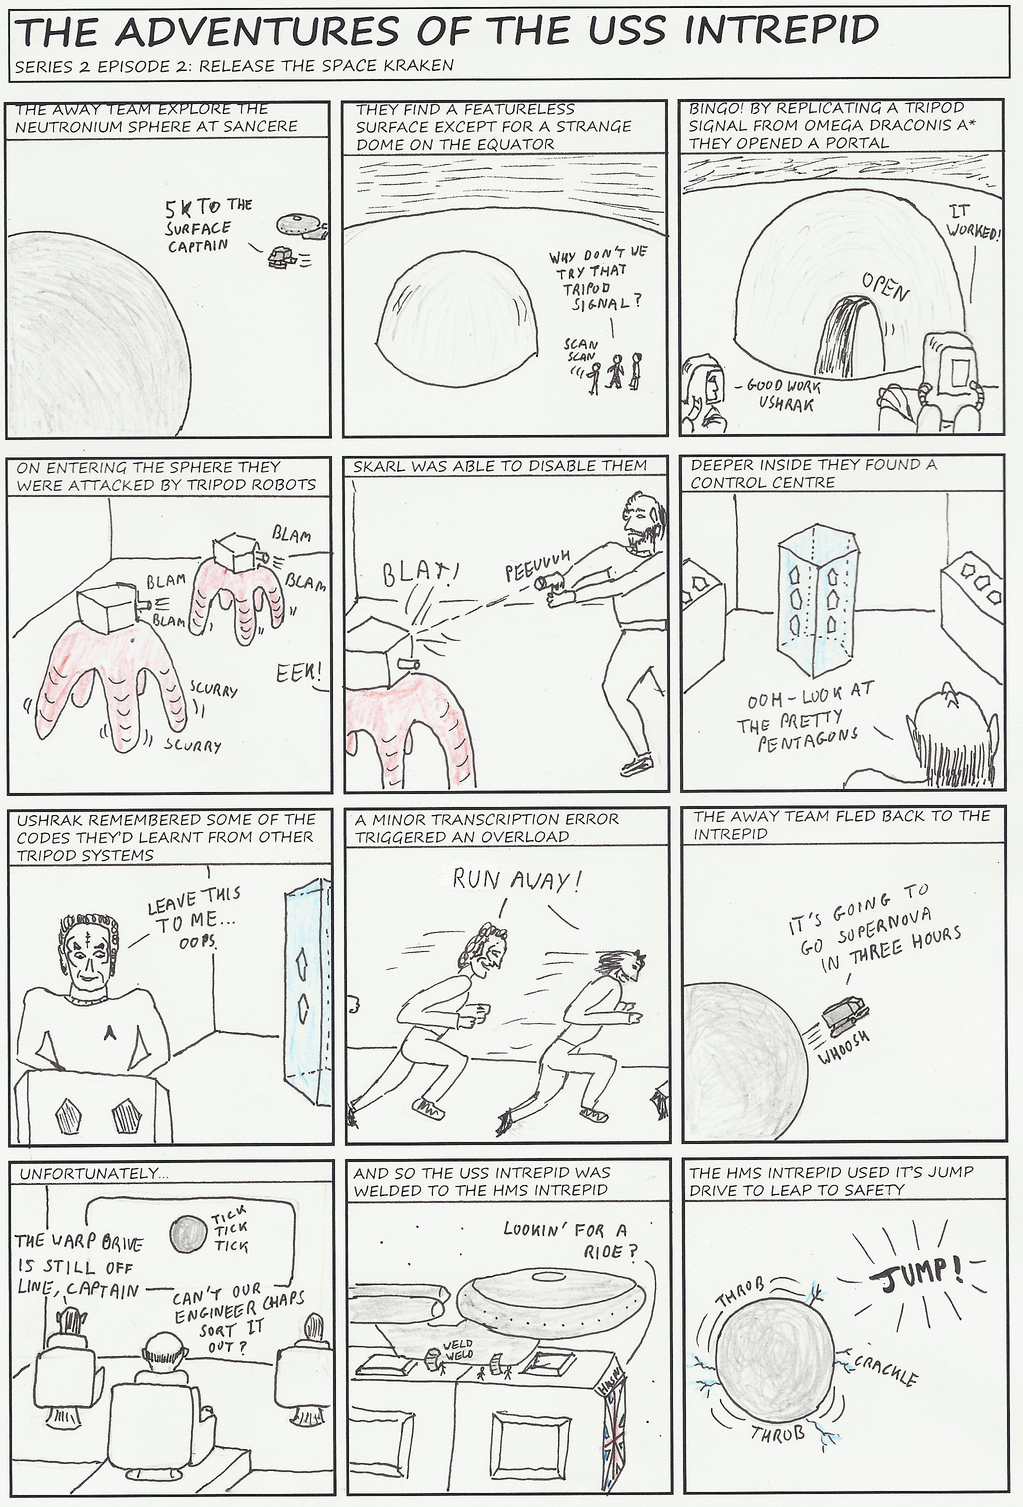 THE ADVENTURES OF THE USS INTREPID
SERIES 2 EPISODE 2: RELEASE THE SPACE KRAKEN
THE AWAY TEAM EXPLORE THE
NEUTRONIUM SPHERE AT SANCERE
5K TO THE
SURFACE
CAPTAIN
THEY FIND A FEATURELESS
SURFACE EXCEPT FOR A STRANGE
DOME ON THE EQUATOR
WHY DON'T WE
TRY THAT
TRIPOD
SIGNAL?
SCAN
SCAN
BINGO! BY REPLICATING A TRIPOD
SIGNAL FROM OMEGA DRACONIS A*
THEY OPENED A PORTAL
IT
WORKED!
OPEN
- GOOD WORK
USHRAK
ON ENTERING THE SPHERE THEY
WERE ATTACKED BY TRIPOD ROBOTS
BLAM
BLAM
BLAM
BLAM
EEK!
SCURRY
SCURRY
SKARL WAS ABLE TO DISABLE THEM
BLAT!
PEEUUUH
DEEPER INSIDE THEY FOUND A
CONTROL CENTRE
OOH - LOOK AT
THE PRETTY
PENTAGONS
USHRAK REMEMBERED SOME OF THE
CODES THEY'D LEARNT FROM OTHER
TRIPOD SYSTEMS
LEAVE THIS
TO ME...
OOPS
A MINOR TRANSCRIPTION ERROR
TRIGGERED AN OVERLOAD
RUN AWAY!
THE AWAY TEAM FLED BACK TO THE
INTREPID
IT'S GOING TO
GO SUPERNOVA
IN THREE HOURS
WHOOSH
UNFORTUNATELY...
TICK
TICK
TICK
THE WARP DRIVE
IS STILL OFF
LINE, CAPTAIN
CAN'T OUR
ENGINEER CHAPS
SORT IT
OUT?
AND SO THE USS INTREPID WAS
WELDED TO THE HMS INTREPID
LOOKIN' FOR A
RIDE?
WELD
WELD
THE HMS INTREPID USED IT'S JUMP
DRIVE TO LEAP TO SAFETY
JUMP!
THROB
CRACKLE
THROB